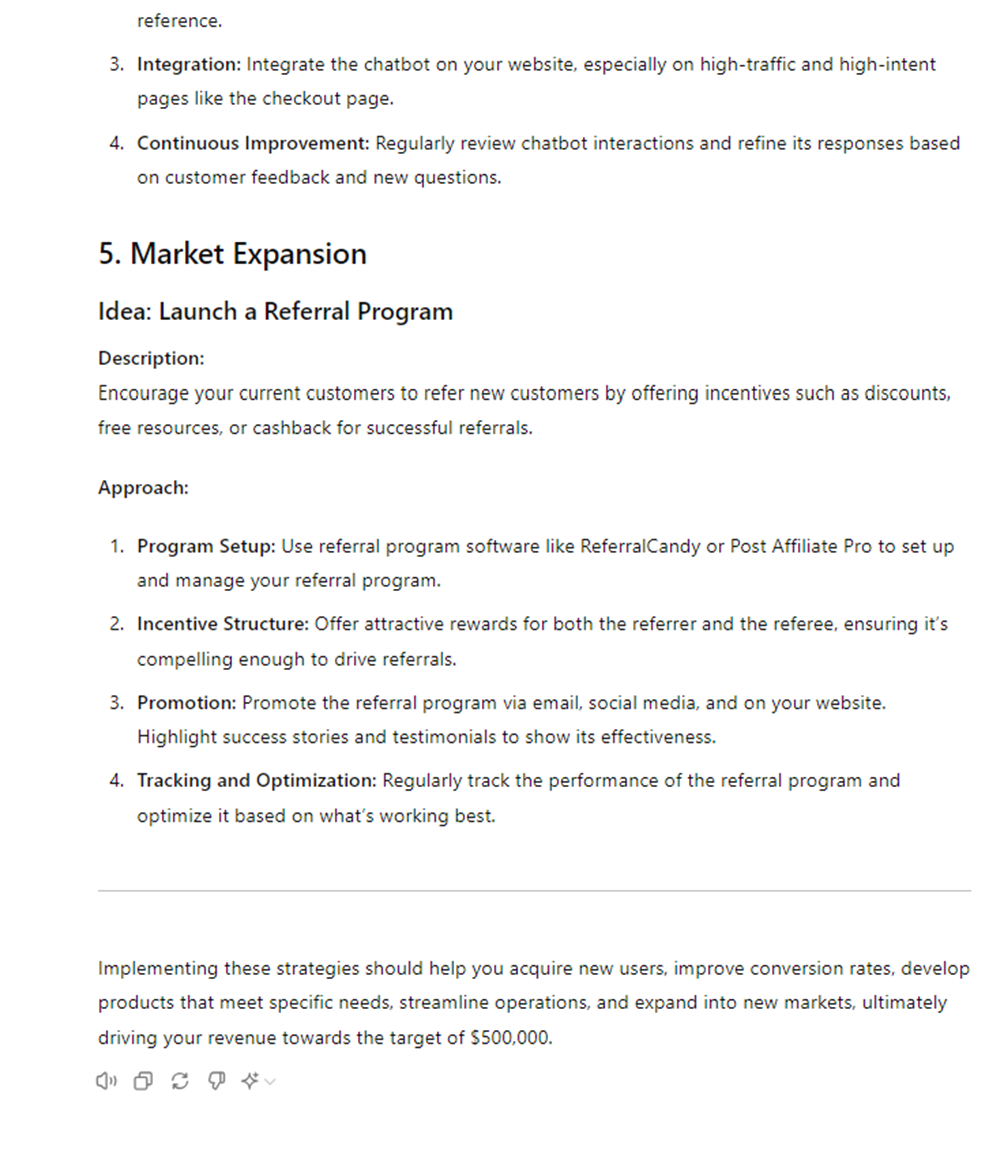 reference.
3. Integration: Integrate the chatbot on your website, especially on high-traffic and high-intent
pages like the checkout page.
4. Continuous Improvement: Regularly review chatbot interactions and refine its responses based
on customer feedback and new questions.
5. Market Expansion
Idea: Launch a Referral Program
Description:
Encourage your current customers to refer new customers by offering incentives such as discounts,
free resources, or cashback for successful referrals.
Approach:
1. Program Setup: Use referral program software like ReferralCandy or Post Affiliate Pro to set up
and manage your referral program.
2. Incentive Structure: Offer attractive rewards for both the referrer and the referee, ensuring it's
compelling enough to drive referrals.
3. Promotion: Promote the referral program via email, social media, and on your website.
Highlight success stories and testimonials to show its effectiveness.
4. Tracking and Optimization: Regularly track the performance of the referral program and
optimize it based on what's working best.
Implementing these strategies should help you acquire new users, improve conversion rates, develop
products that meet specific needs, streamline operations, and expand into new markets, ultimately
driving your revenue towards the target of $500,000.